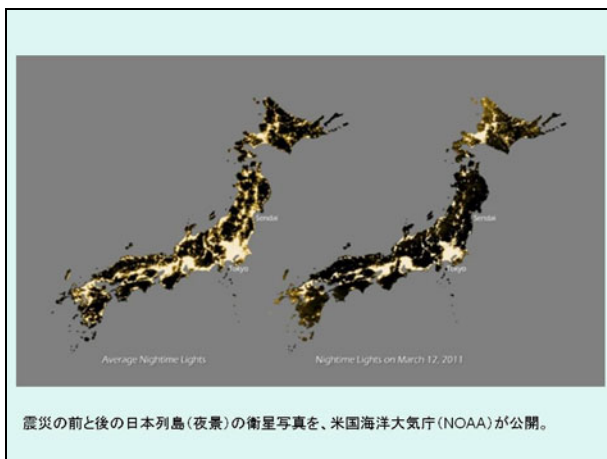 Sendai
Sendai
Tokyo
Tokyo
Average Nighttime Lights
Nightime Lights on March 12, 2011
震災の前と後の日本列島(夜景)の衛星写真を、米国海洋大気庁(NOAA)が公開。